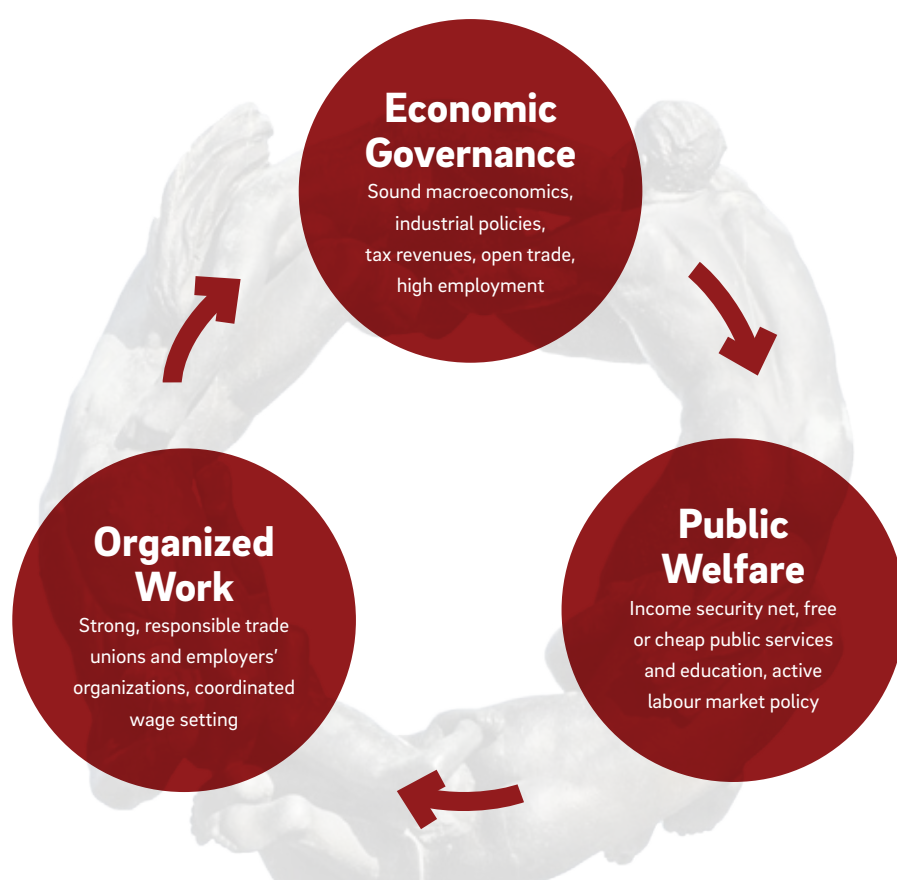 Economic
Governance
Sound macroeconomics,
industrial policies,
tax revenues, open trade,
high employment
Organized
Work
Strong, responsible trade
unions and employers’
organizations, coordinated
wage setting
Public
Welfare
Income security net, free
or cheap public services
and education, active
labour market policy